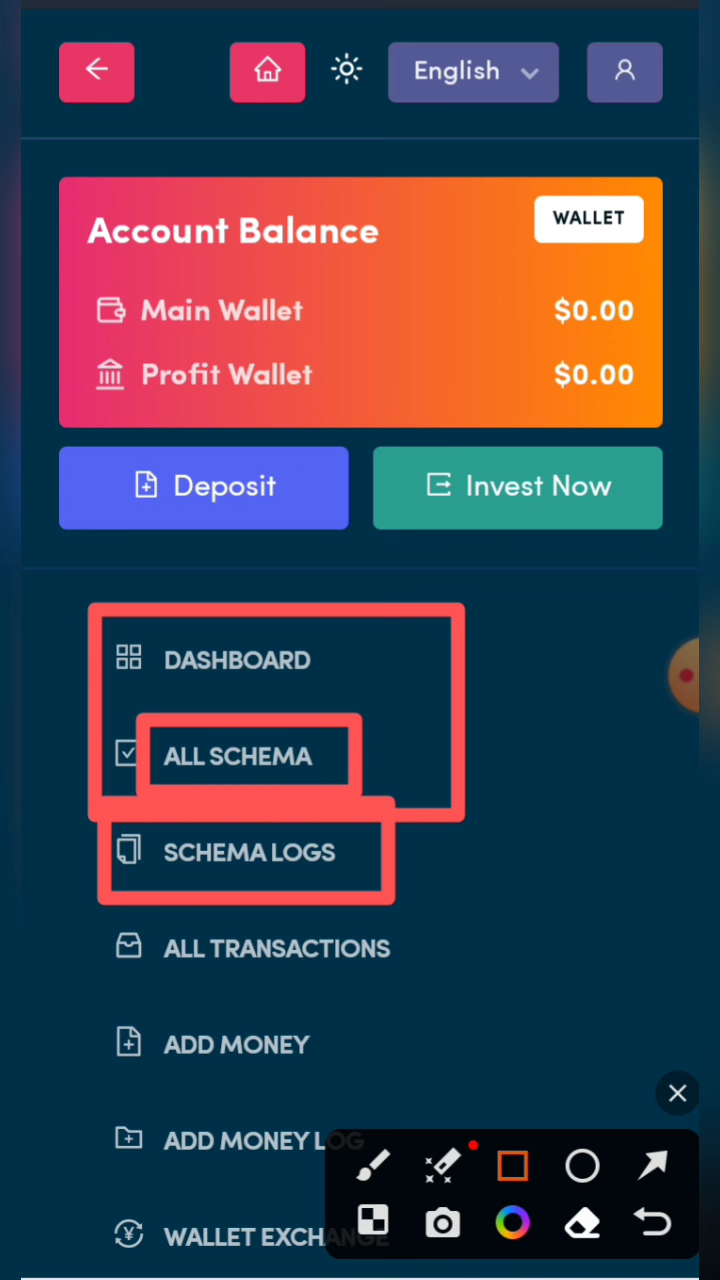 English
Account Balance
WALLET
Main Wallet $0.00
Profit Wallet $0.00
Deposit Invest Now
DASHBOARD
ALL SCHEMA
SCHEMA LOGS
ALL TRANSACTIONS
ADD MONEY
ADD MONEY LOG
WALLET EXCHANGE